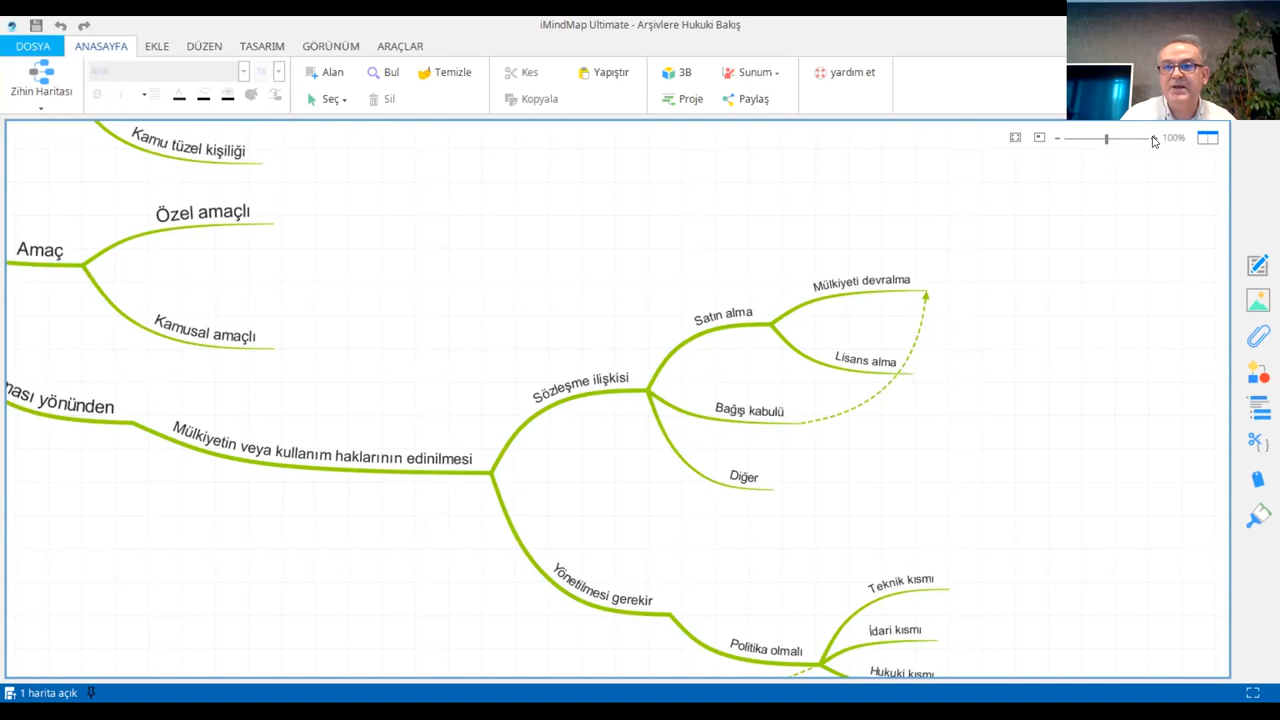 iMindMap Ultimate - Arşivlere Hukuki Bakış
DOSYA ANASAYFA EKLE DÜZEN TASARIM GÖRÜNÜM ARAÇLAR
Zihin Haritası
Arial 16
B I A
Alan Bul Temizle
Seç Sil
Kes Yapıştır
Kopyala
3B Sunum
Proje Paylaş
yardım et
100%
Kamu tüzel kişiliği
Özel amaçlı
Amaç
Kamusal amaçlı
yönünden
Mülkiyetin veya kullanım haklarının edinilmesi
Sözleşme ilişkisi
Satın alma
Mülkiyeti devralma
Lisans alma
Bağış kabulü
Diğer
Yönetilmesi gerekir
Politika olmalı
Teknik kısmı
İdari kısmı
Hukuki kısmı
1 harita açık